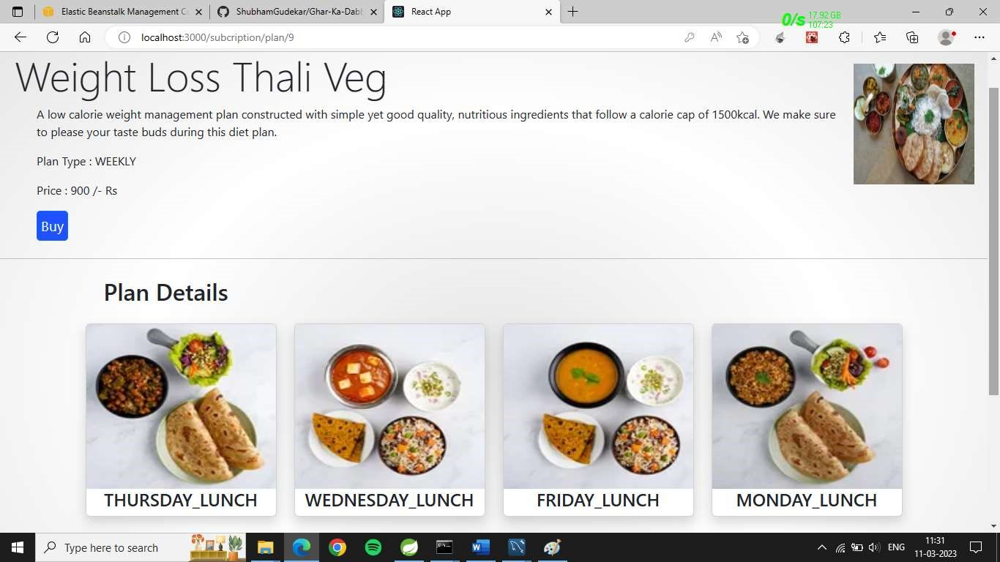 Elastic Beanstalk Management Co
ShubhamGudekar/Ghar-Ka-Dabb
React App
0/s 17.92 GB
107:23
localhost:3000/subcription/plan/9
Weight Loss Thali Veg
A low calorie weight management plan constructed with simple yet good quality, nutritious ingredients that follow a calorie cap of 1500kcal. We make sure
to please your taste buds during this diet plan.
Plan Type : WEEKLY
Price : 900 /- Rs
Buy
Plan Details
THURSDAY_LUNCH
WEDNESDAY_LUNCH
FRIDAY_LUNCH
MONDAY_LUNCH
Type here to search
ENG
11:31
11-03-2023